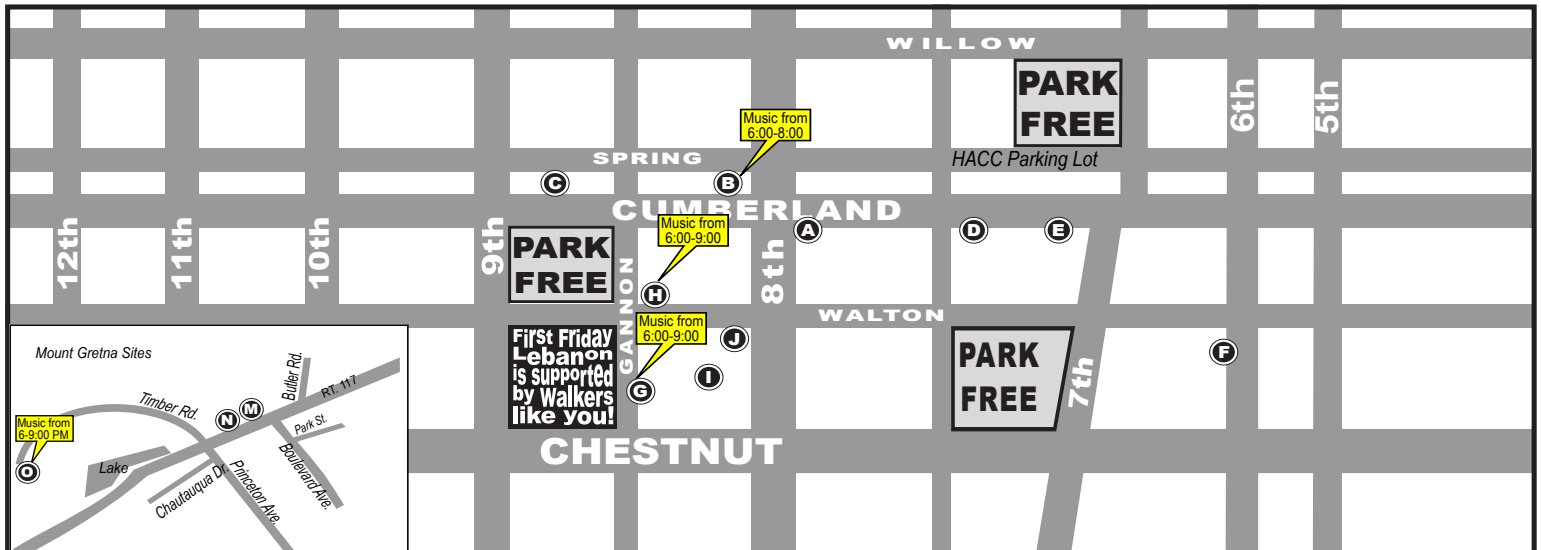 WILLOW
PARK
FREE
HACC Parking Lot
6th
5th
Music from
6:00-8:00
SPRING
C
B
CUMBERLAND
A
D
E
Music from
6:00-9:00
12th
11th
10th
9th
PARK
FREE
GANNON
H
8th
WALTON
Music from
6:00-9:00
J
I
G
First Friday
Lebanon
is supported
by Walkers
like you!
PARK
FREE
7th
F
CHESTNUT
Mount Gretna Sites
Butler Rd.
RT. 117
Timber Rd.
N
M
Park St.
Music from
6-9:00 PM
O
Lake
Chautauqua Dr.
Princeton Ave.
Boulevard Ave.